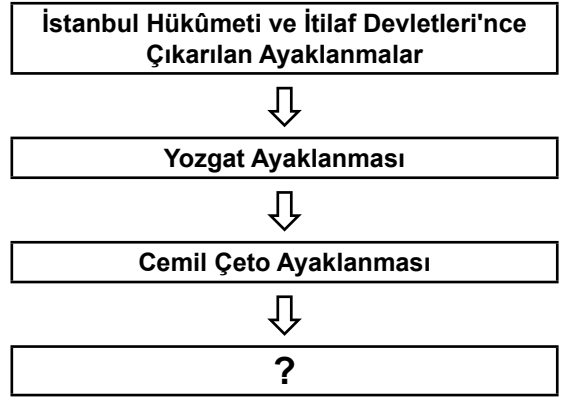 İstanbul Hükûmeti ve İtilaf Devletleri'nce
Çıkarılan Ayaklanmalar
Yozgat Ayaklanması
Cemil Çeto Ayaklanması
?